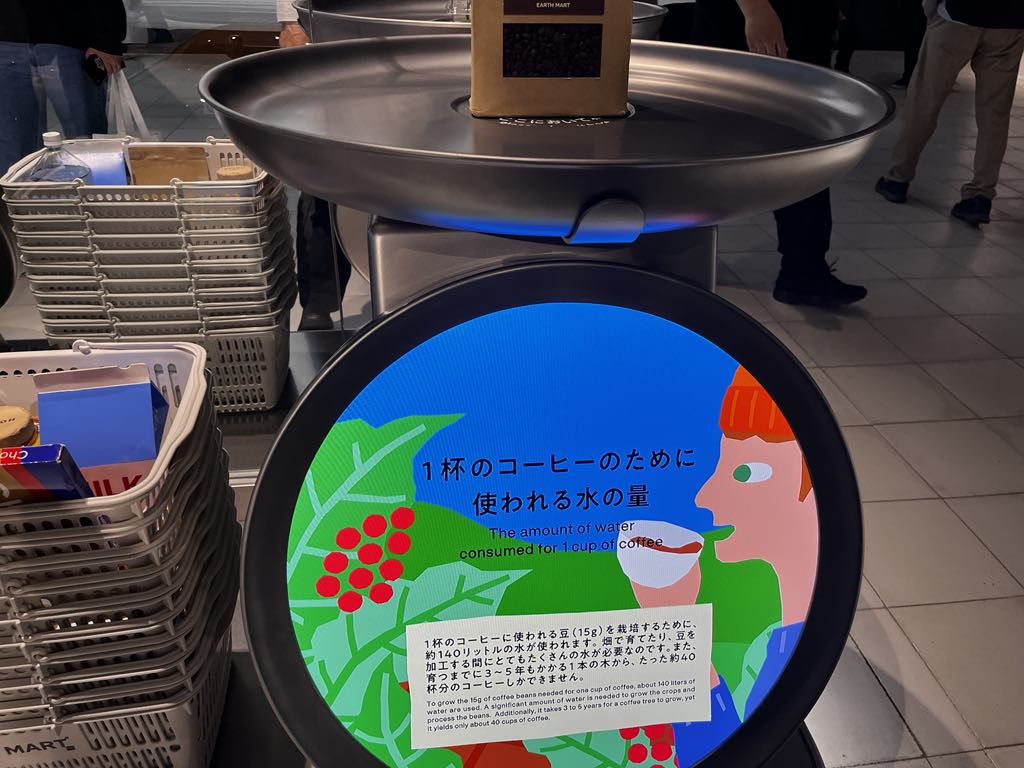 EARTH MART
ここにおいて
1杯のコーヒーのために
使われる水の量
The amount of water
consumed for 1 cup of coffee
1杯のコーヒーに使われる豆(15g)を栽培するために、
約140リットルの水が使われます。畑で育てたり、豆を
加工する間にとてもたくさんの水が必要なのです。また、
育つまでに3〜5年もかかる1本の木から、たった約40
杯分のコーヒーしかできません。
To grow the 15g of coffee beans needed for one cup of coffee, about 140 liters of
water are used. A significant amount of water is needed to grow the crops and
process the beans. Additionally, it takes 3 to 5 years for a coffee tree to grow, yet
it yields only about 40 cups of coffee.
Cho
MILK
MART